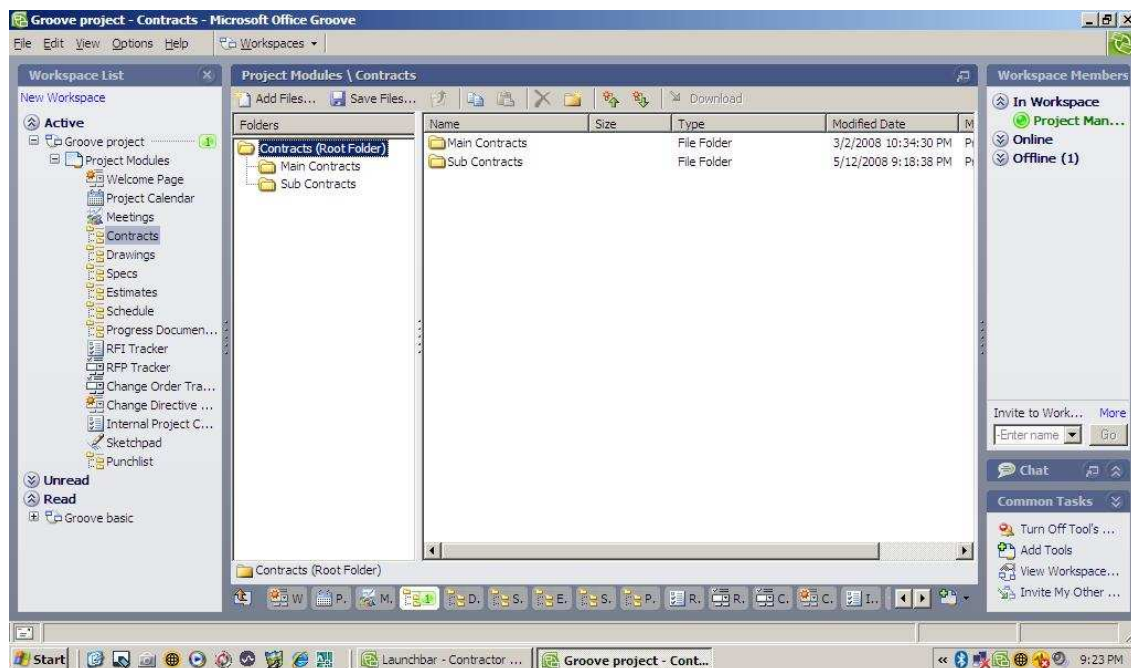 Groove project - Contracts - Microsoft Office Groove
File Edit View Options Help Workspaces
Workspace List
New Workspace
Active
Groove project
Project Modules
Welcome Page
Project Calendar
Meetings
Contracts
Drawings
Specs
Estimates
Schedule
Progress Documen...
RFI Tracker
RFP Tracker
Change Order Tra...
Change Directive ...
Internal Project C...
Sketchpad
Punchlist
Unread
Read
Groove basic
Project Modules \ Contracts
Add Files... Save Files... Download
Folders
Contracts (Root Folder)
Main Contracts
Sub Contracts
Name Size Type Modified Date M
Main Contracts File Folder 3/2/2008 10:34:30 PM
Sub Contracts File Folder 5/12/2008 9:18:38 PM
Contracts (Root Folder)
W P. M. 1 D. S. E. S. P. R. R. C. C. I..
Workspace Members
In Workspace
Project Man...
Online
Offline (1)
Invite to Work... More
-Enter name Go
Chat
Common Tasks
Turn Off Tool's ...
Add Tools
View Workspace...
Invite My Other ...
Start Launchbar - Contractor ... Groove project - Cont... « 9:23 PM